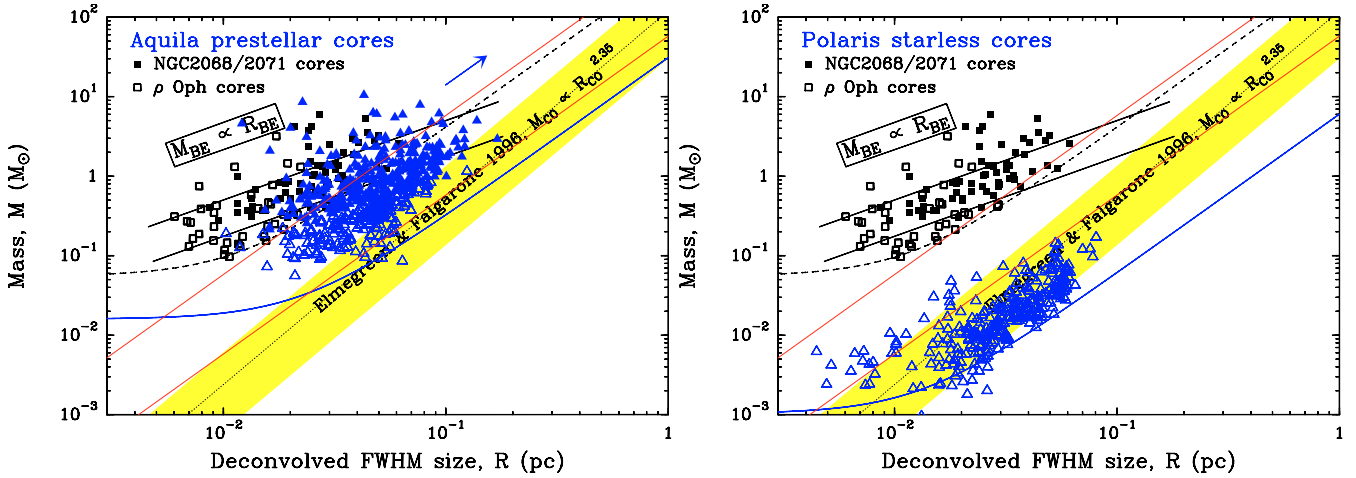 Aquila prestellar cores
NGC2068/2071 cores
ρ Oph cores
M_BE ∝ R_BE
Elmegreen & Falgarone 1996, M_CO ∝ R_CO^2.35
10^2
10^1
1
10^-1
10^-2
10^-3
Mass, M (M_⊙)
10^-2
10^-1
1
Deconvolved FWHM size, R (pc)
Polaris starless cores
NGC2068/2071 cores
ρ Oph cores
M_BE ∝ R_BE
Elmegreen & Falgarone 1996, M_CO ∝ R_CO^2.35
10^2
10^1
1
10^-1
10^-2
10^-3
Mass, M (M_⊙)
10^-2
10^-1
1
Deconvolved FWHM size, R (pc)